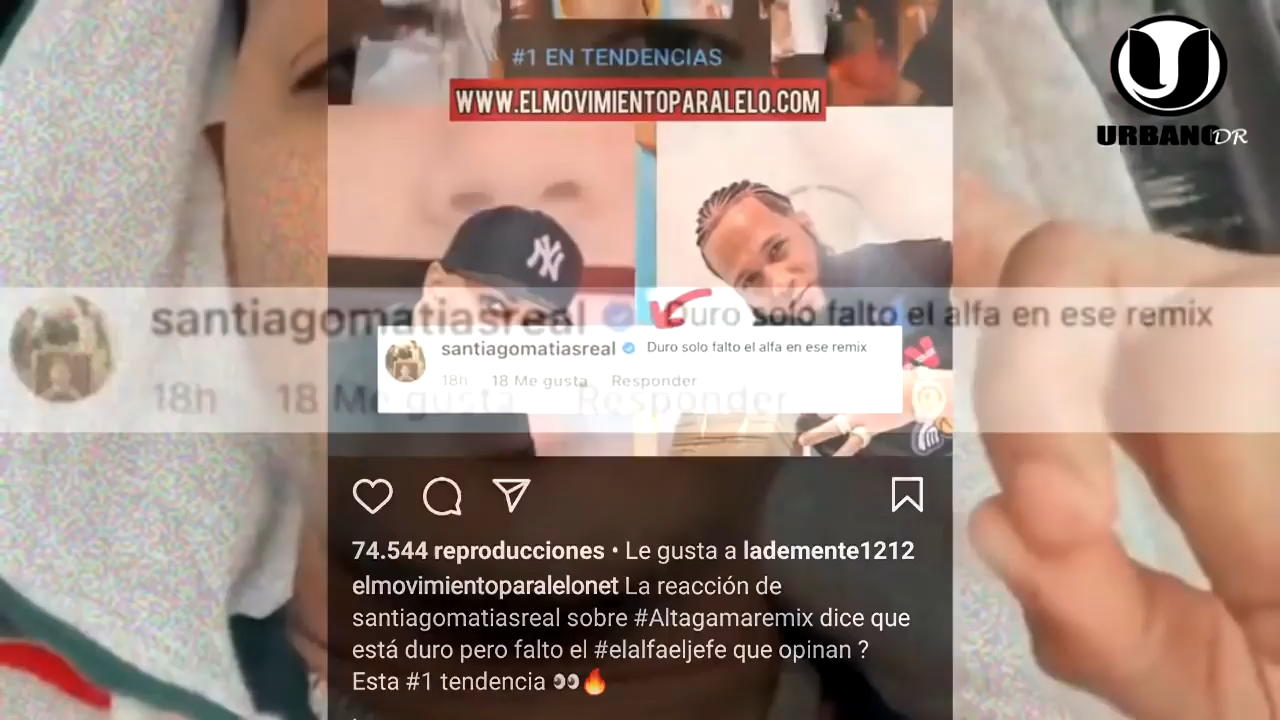 #1 EN TENDENCIAS
WWW.ELMOVIMIENTOPARALELO.COM
URBANO DR
NY
santiagomatiasreal Duro solo falto el alfa en ese remix
18h 18 Me gusta Responder
santiagomatiasreal Duro solo falto el alfa en ese remix
18h 18 Me gusta Responder
74.544 reproducciones • Le gusta a lademente1212
elmovimientoparalelonet La reacción de
santiagomatiasreal sobre #Altagamaremix dice que
está duro pero falto el #elalfaeljefe que opinan ?
Esta #1 tendencia 👀🔥